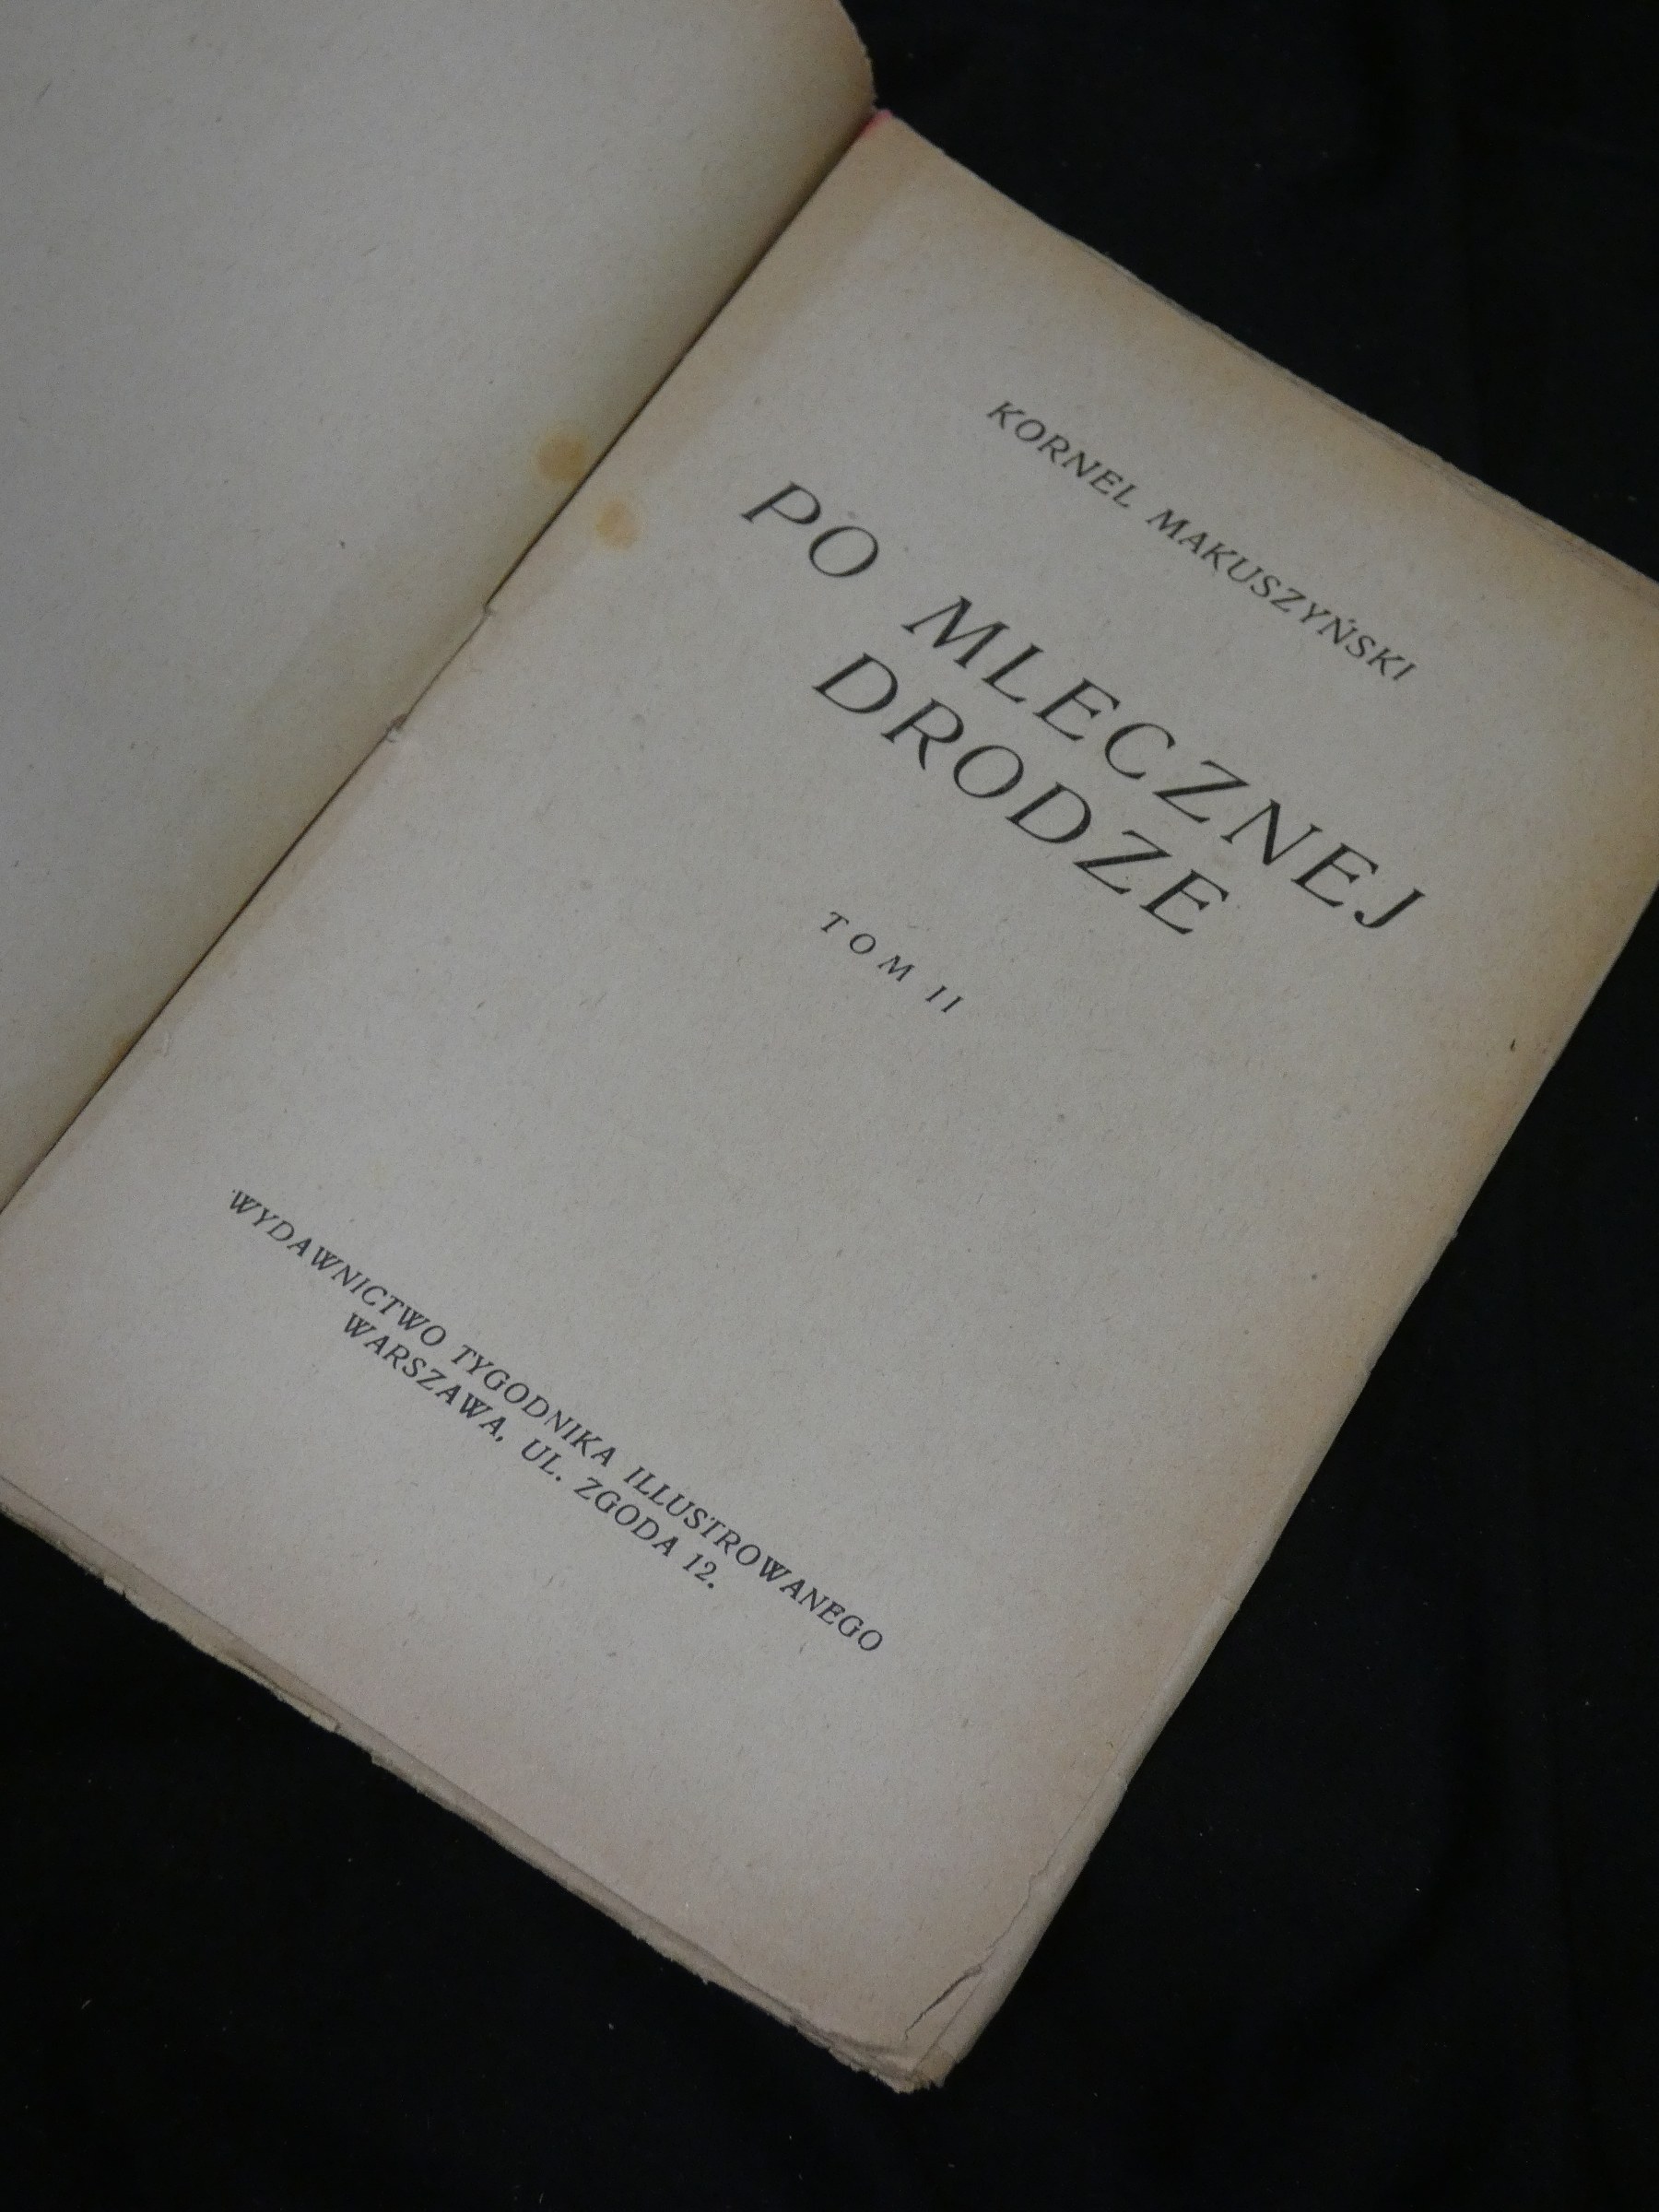 KORNEL MAKUSZYŃSKI
PO MLECZNEJ
DRODZE
TOM II
WYDAWNICTWO TYGODNIKA ILLUSTROWANEGO
WARSZAWA, UL. ZGODA 12.